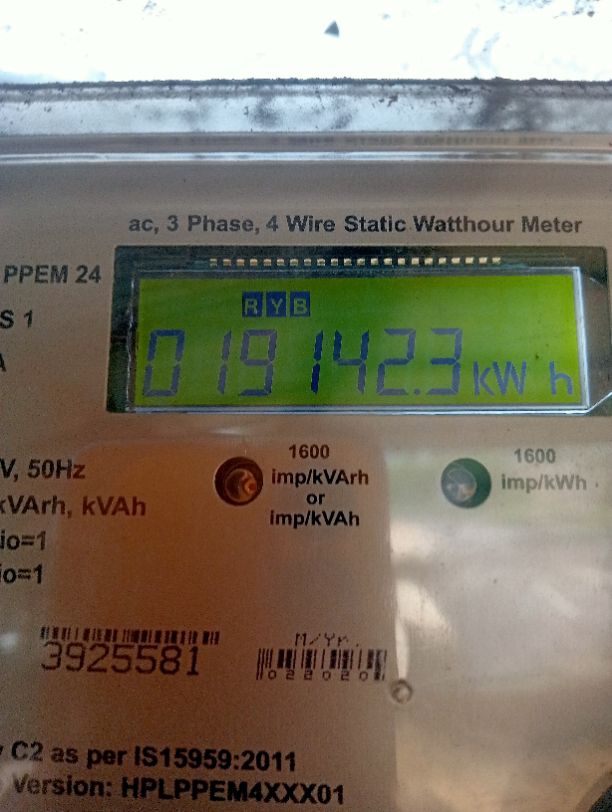 ac, 3 Phase, 4 Wire Static Watthour Meter
PPEM 24
S 1
A
R Y B
019142.3 kW h
V, 50Hz
kVArh, kVAh
io=1
io=1
1600
imp/kVArh
or
imp/kVAh
1600
imp/kWh
3925581
M/Yr.
022020
C2 as per IS15959:2011
Version: HPLPPEM4XXX01